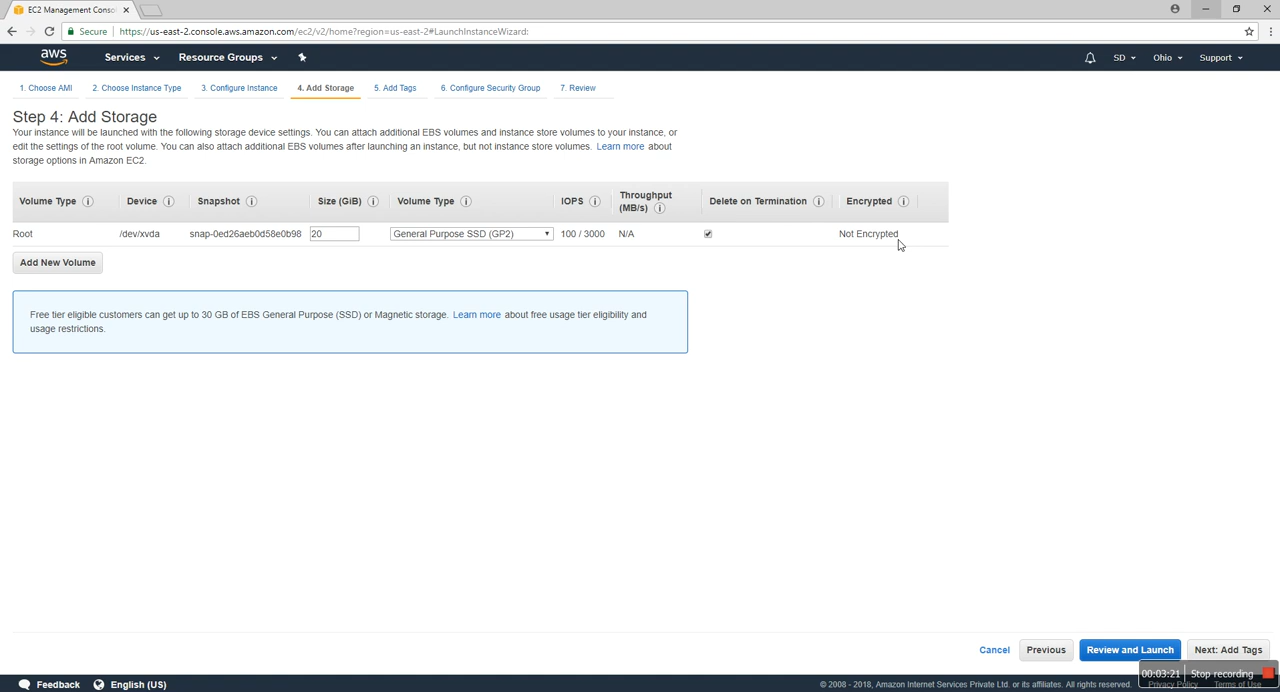 EC2 Management Conso
Secure https://us-east-2.console.aws.amazon.com/ec2/v2/home?region=us-east-2#LaunchInstanceWizard:
aws Services Resource Groups SD Ohio Support
1. Choose AMI 2. Choose Instance Type 3. Configure Instance 4. Add Storage 5. Add Tags 6. Configure Security Group 7. Review
Step 4: Add Storage
Your instance will be launched with the following storage device settings. You can attach additional EBS volumes and instance store volumes to your instance, or
edit the settings of the root volume. You can also attach additional EBS volumes after launching an instance, but not instance store volumes. Learn more about
storage options in Amazon EC2.
Volume Type i Device i Snapshot i Size (GiB) i Volume Type i IOPS i Throughput (MB/s) i Delete on Termination i Encrypted i
Root /dev/xvda snap-0ed26aeb0d58e0b98 20 General Purpose SSD (GP2) 100 / 3000 N/A Not Encrypted
Add New Volume
Free tier eligible customers can get up to 30 GB of EBS General Purpose (SSD) or Magnetic storage. Learn more about free usage tier eligibility and
usage restrictions.
Cancel Previous Review and Launch Next: Add Tags
00:03:21 Stop recording
Feedback English (US) © 2008 - 2018, Amazon Internet Services Private Ltd. or its affiliates. All rights reserved. Privacy Policy Terms of Use